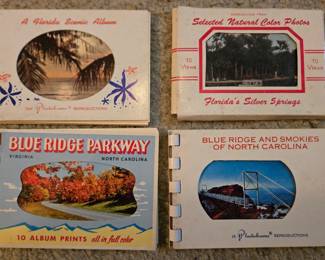 A Florida Scenic Album
REPRODUCTIONS
Selected Natural Color Photos
10
VIEWS
10
VIEWS
Florida's Silver Springs
BLUE RIDGE PARKWAY
VIRGINIA
NORTH CAROLINA
10 ALBUM PRINTS all in full color
BLUE RIDGE AND SMOKIES
OF NORTH CAROLINA
A Plastichrome REPRODUCTIONS